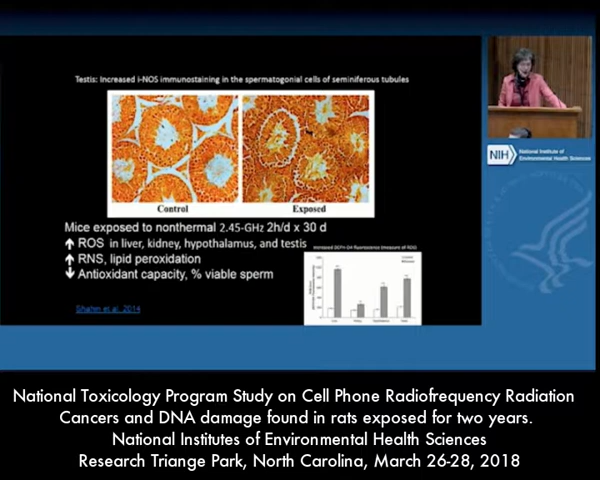 Testis: Increased i-NOS immunostaining in the spermatogonial cells of seminiferous tubules
Control
Exposed
Mice exposed to nonthermal 2.45-GHz 2h/d x 30 d
↑ ROS in liver, kidney, hypothalamus, and testis
↑ RNS, lipid peroxidation
↓ Antioxidant capacity, % viable sperm
Shahin et al. 2014
NIH
National Institute of
Environmental Health Sciences
National Toxicology Program Study on Cell Phone Radiofrequency Radiation
Cancers and DNA damage found in rats exposed for two years.
National Institutes of Environmental Health Sciences
Research Triange Park, North Carolina, March 26-28, 2018